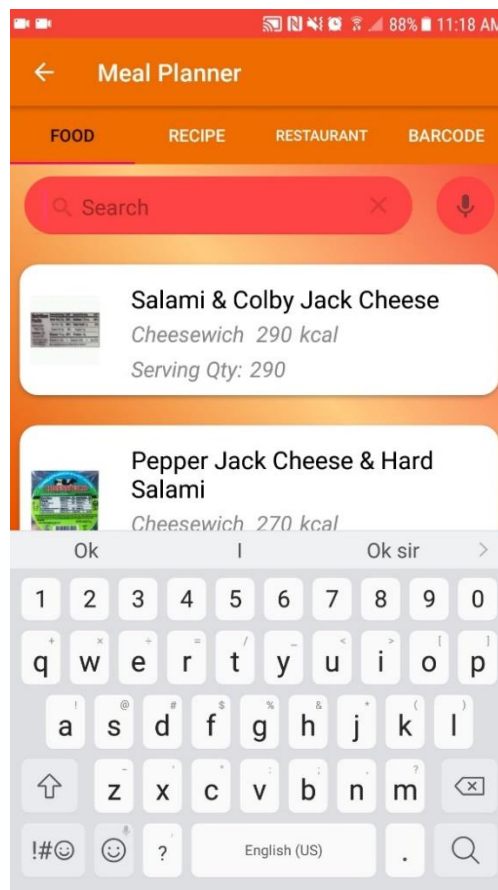 88% 11:18 AM
Meal Planner
FOOD RECIPE RESTAURANT BARCODE
Search
Salami & Colby Jack Cheese
Cheesewich 290 kcal
Serving Qty: 290
Pepper Jack Cheese & Hard
Salami
Cheesewich 270 kcal
Ok I Ok sir
1 2 3 4 5 6 7 8 9 0
q w e r t y u i o p
a s d f g h j k l
z x c v b n m
!#☺ ? English (US) .